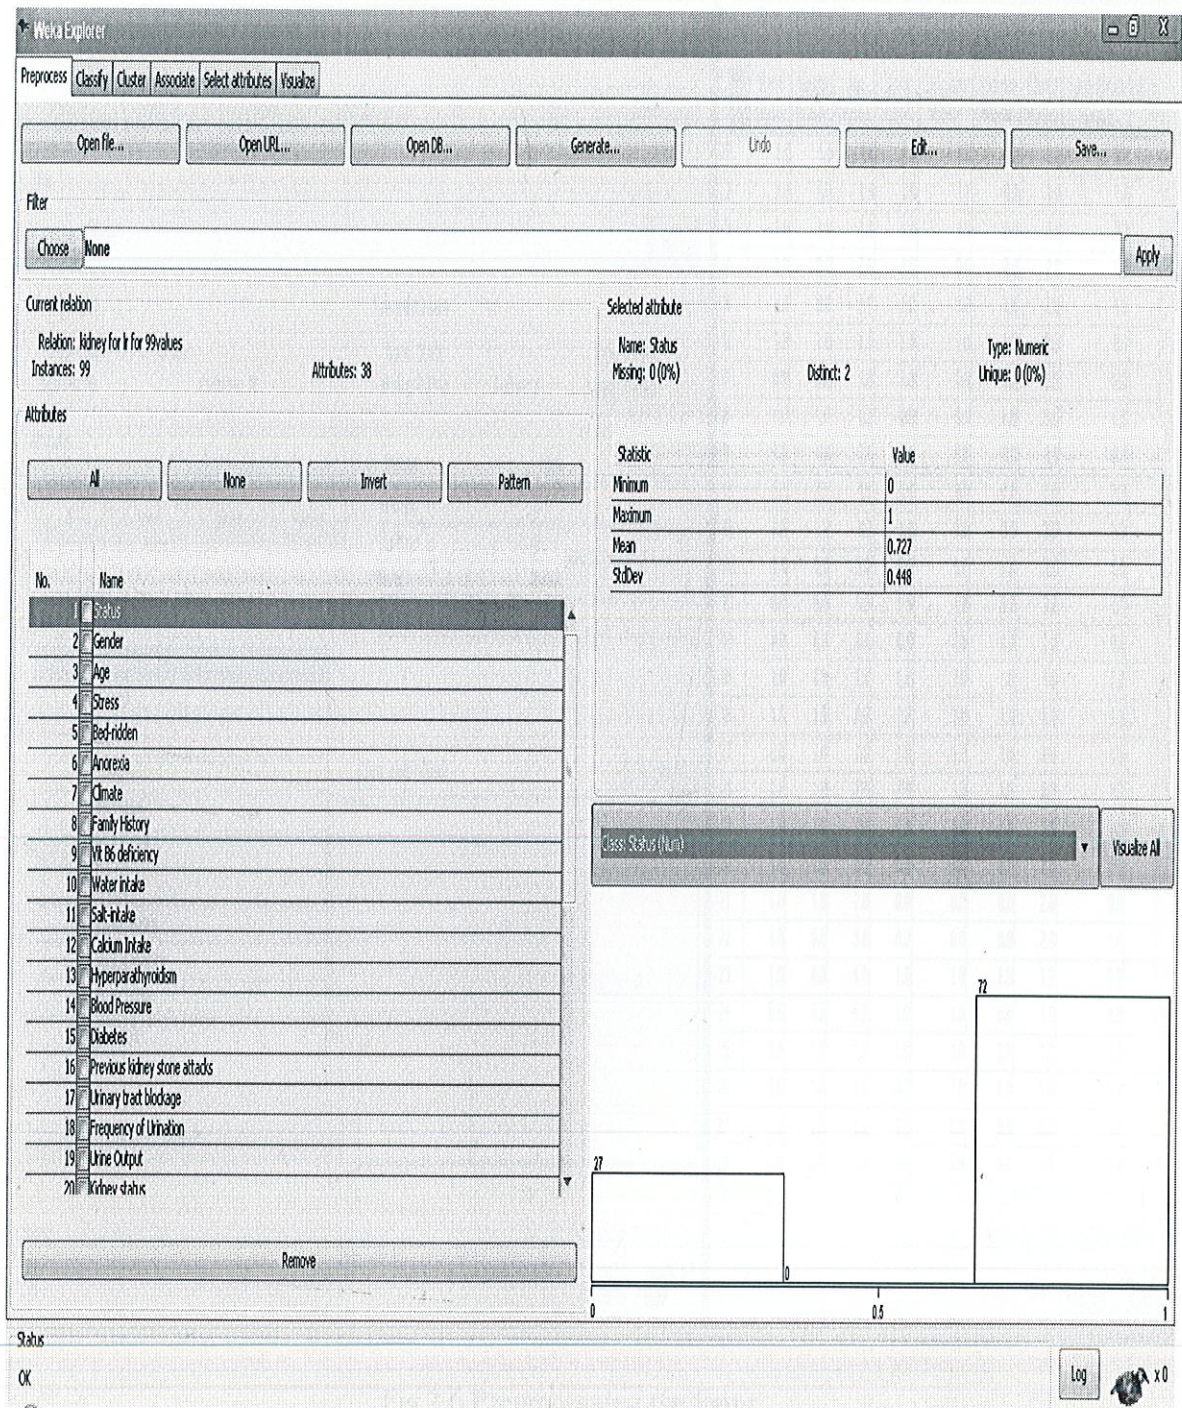 Weka Explorer
Preprocess Classify Cluster Associate Select attributes Visualize
Open file... Open URL... Open DB... Generate... Undo Edit... Save...
Filter
Choose None Apply
Current relation
Relation: kidney for lr for 99values
Instances: 99 Attributes: 38
Selected attribute
Name: Status Type: Numeric
Missing: 0 (0%) Distinct: 2 Unique: 0 (0%)
Attributes
All None Invert Pattern
No. Name
1 Status
2 Gender
3 Age
4 Stress
5 Bed-ridden
6 Anorexia
7 Climate
8 Family History
9 Vit B6 deficiency
10 Water intake
11 Salt-intake
12 Calcium Intake
13 Hyperparathyroidism
14 Blood Pressure
15 Diabetes
16 Previous kidney stone attacks
17 Urinary tract blockage
18 Frequency of Urination
19 Urine Output
20 Kidney status
Remove
Statistic Value
Minimum 0
Maximum 1
Mean 0.727
StdDev 0.448
Class: Status (Num) Visualize All
72
27
0
0 0.5 1
Status
OK
Log x 0